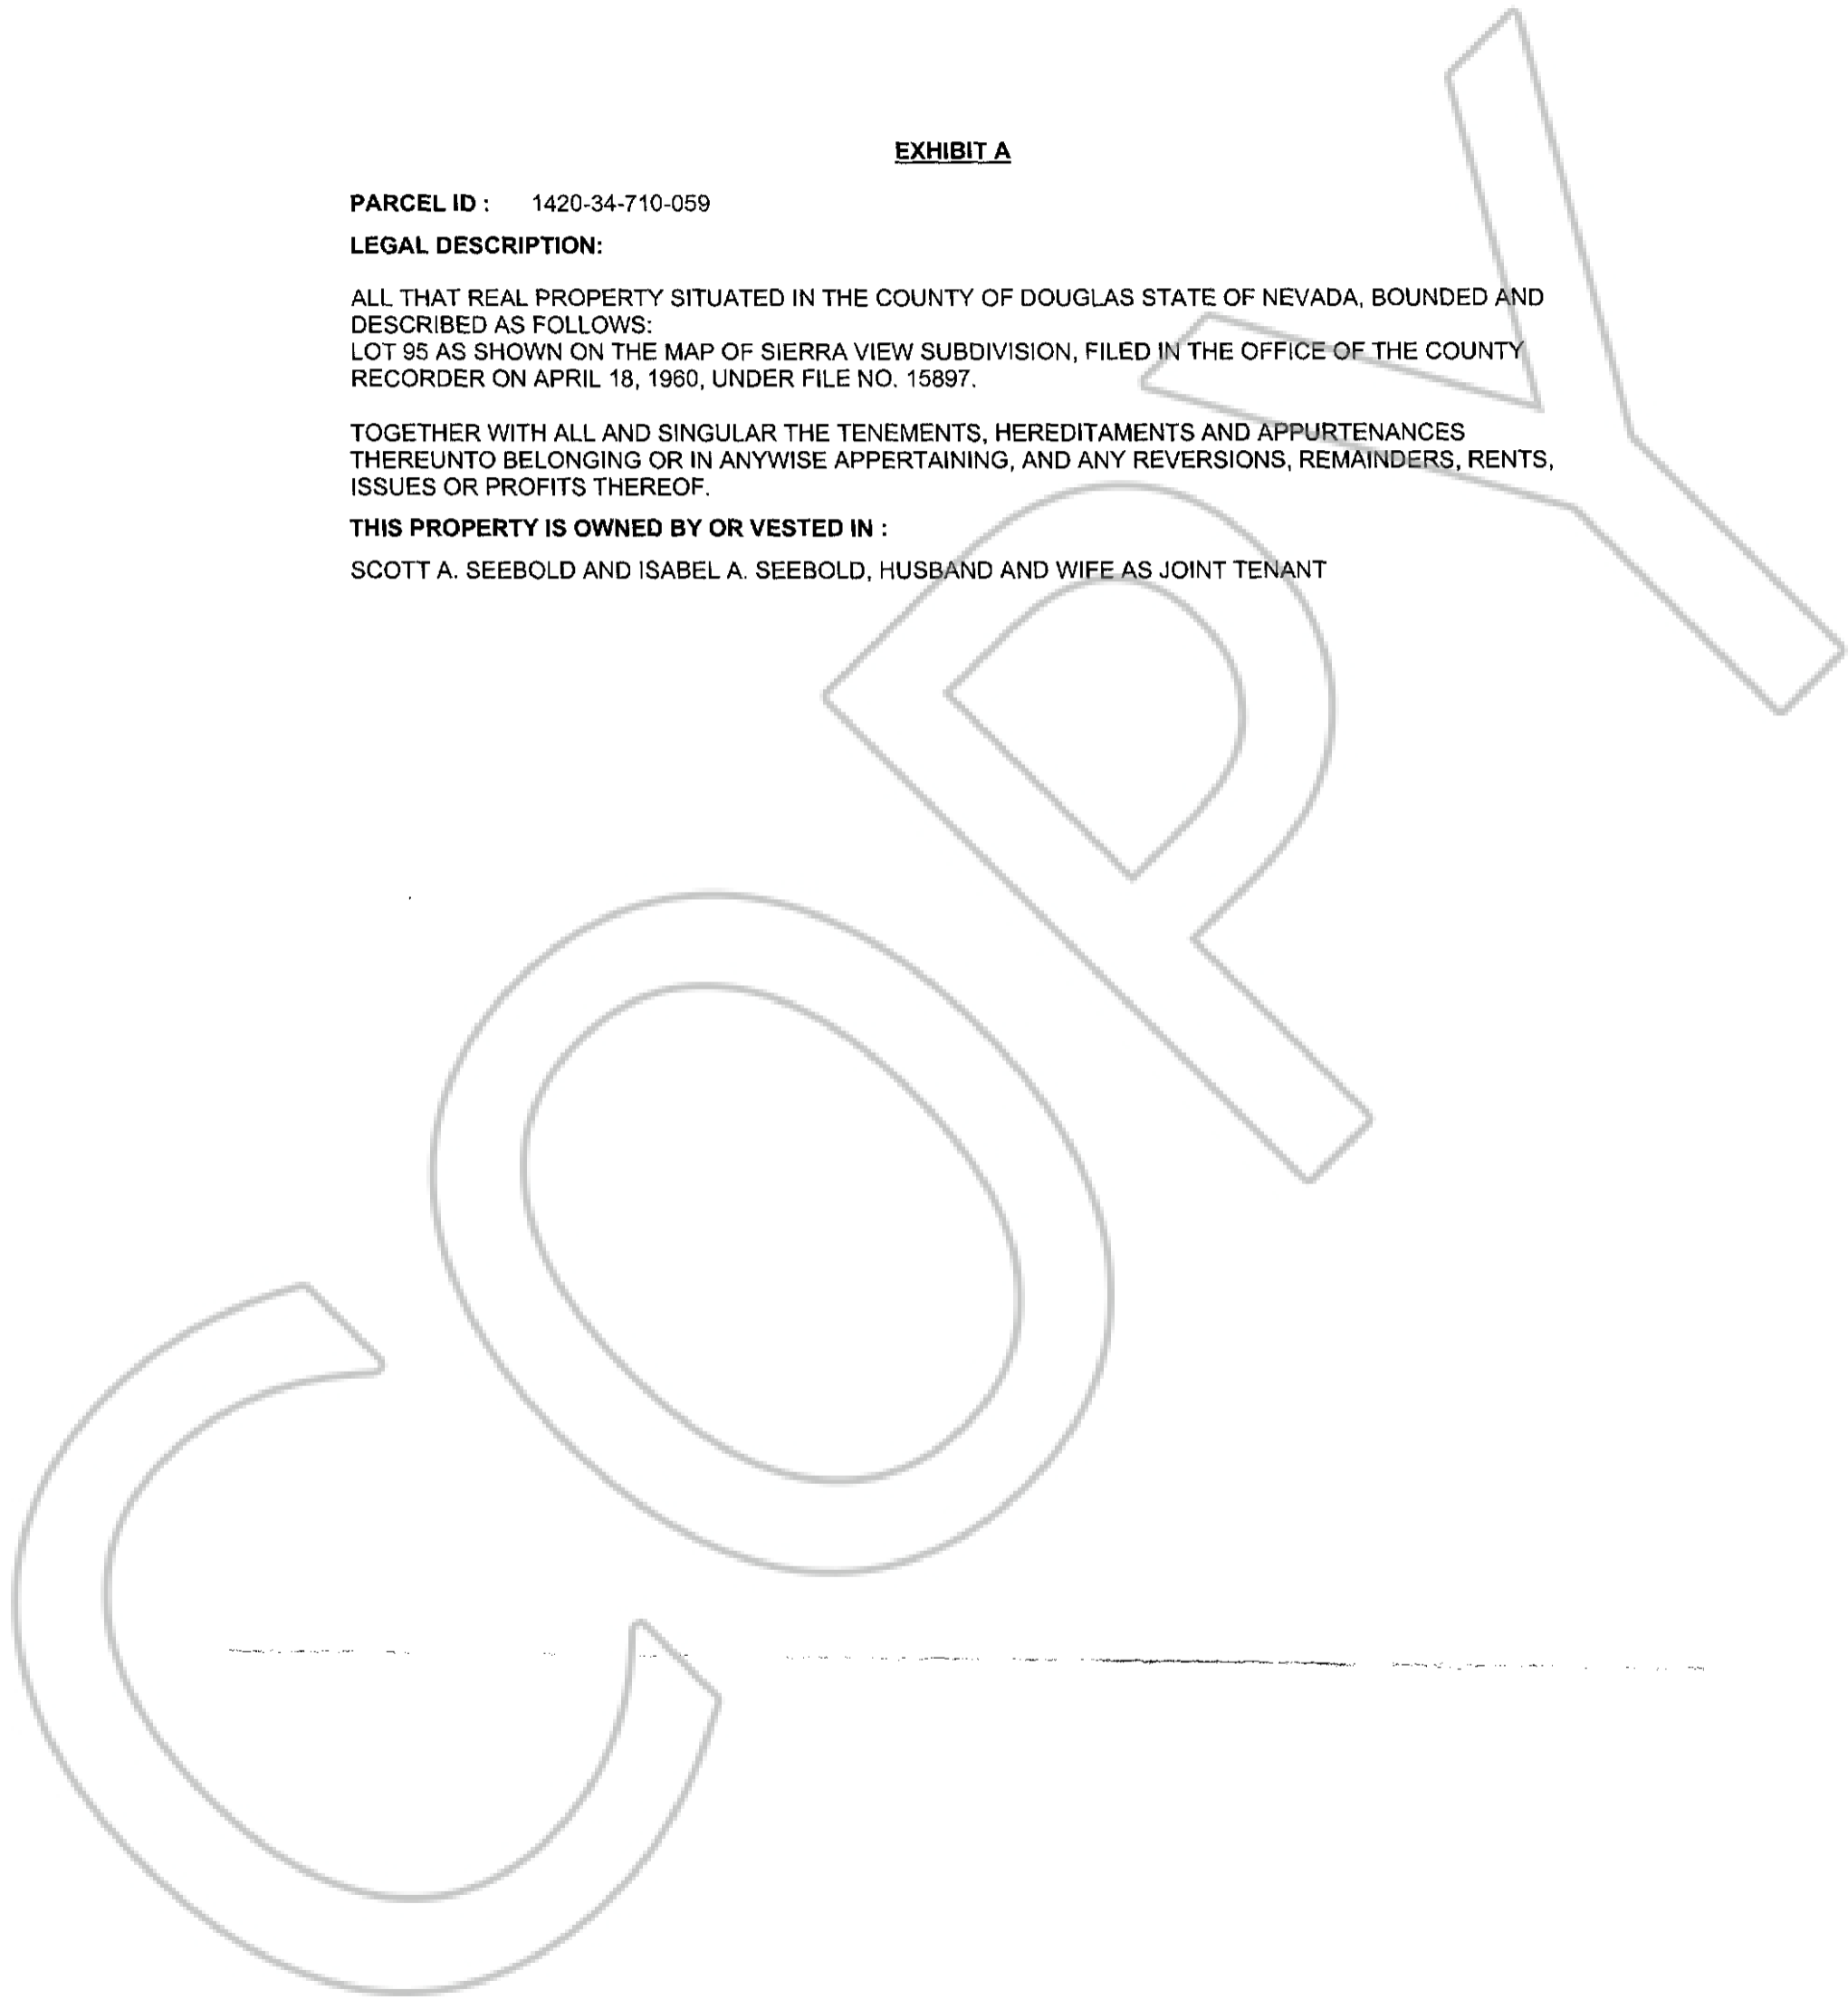 EXHIBIT A
PARCEL ID : 1420-34-710-059
LEGAL DESCRIPTION:
ALL THAT REAL PROPERTY SITUATED IN THE COUNTY OF DOUGLAS STATE OF NEVADA, BOUNDED AND
DESCRIBED AS FOLLOWS:
LOT 95 AS SHOWN ON THE MAP OF SIERRA VIEW SUBDIVISION, FILED IN THE OFFICE OF THE COUNTY
RECORDER ON APRIL 18, 1960, UNDER FILE NO. 15897.
TOGETHER WITH ALL AND SINGULAR THE TENEMENTS, HEREDITAMENTS AND APPURTENANCES
THEREUNTO BELONGING OR IN ANYWISE APPERTAINING, AND ANY REVERSIONS, REMAINDERS, RENTS,
ISSUES OR PROFITS THEREOF.
THIS PROPERTY IS OWNED BY OR VESTED IN :
SCOTT A. SEEBOLD AND ISABEL A. SEEBOLD, HUSBAND AND WIFE AS JOINT TENANT
COPY